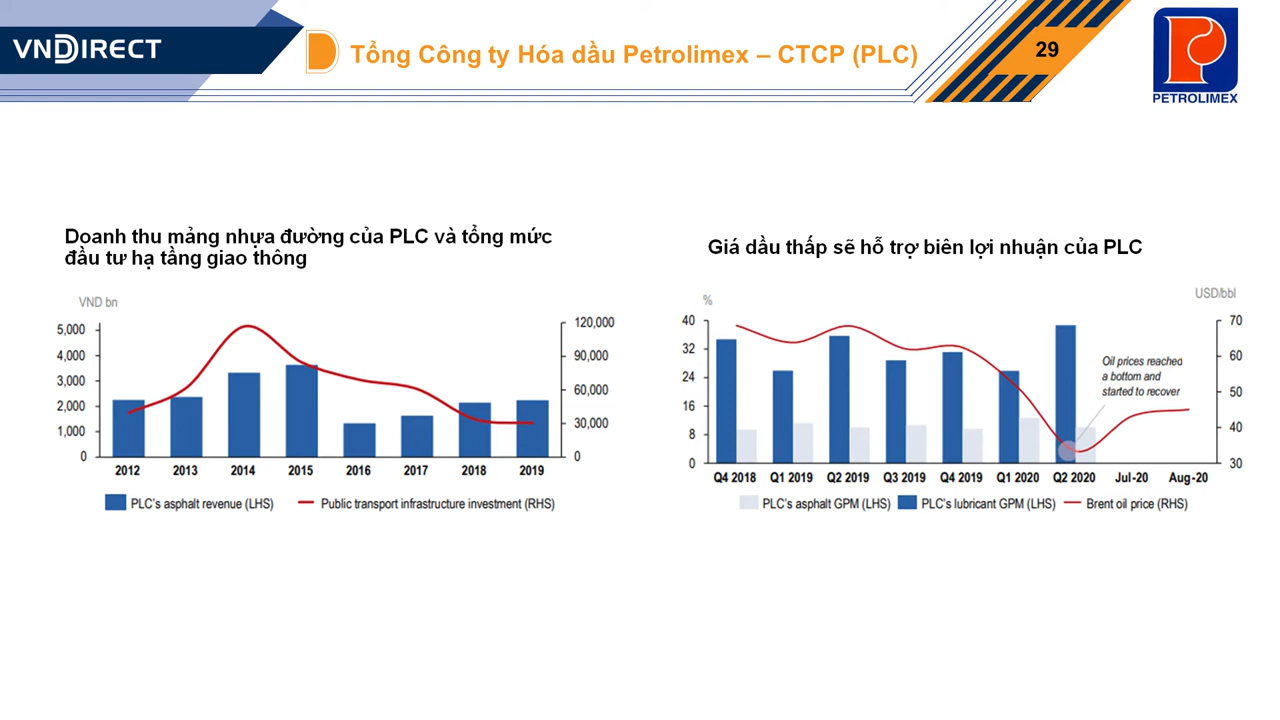 VNDIRECT
Tổng Công ty Hóa dầu Petrolimex – CTCP (PLC)
29
PETROLIMEX
Doanh thu mảng nhựa đường của PLC và tổng mức
đầu tư hạ tầng giao thông
VND bn
5,000
4,000
3,000
2,000
1,000
0
120,000
90,000
60,000
30,000
0
2012 2013 2014 2015 2016 2017 2018 2019
PLC's asphalt revenue (LHS) Public transport infrastructure investment (RHS)
Giá dầu thấp sẽ hỗ trợ biên lợi nhuận của PLC
% USD/bbl
40
32
24
16
8
0
70
60
50
40
30
Oil prices reached
a bottom and
started to recover
Q4 2018 Q1 2019 Q2 2019 Q3 2019 Q4 2019 Q1 2020 Q2 2020 Jul-20 Aug-20
PLC's asphalt GPM (LHS) PLC's lubricant GPM (LHS) Brent oil price (RHS)